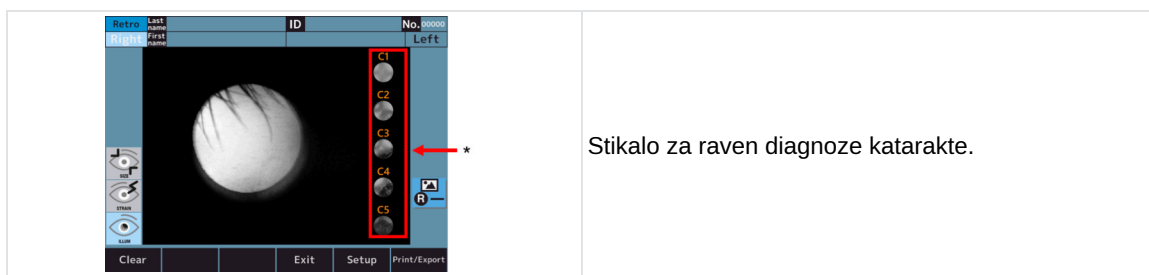 Retro Last name ID No. 00000
Right First name Left
C1
C2
C3
*
C4
C5
SIZE
STRAIN
R
ILLUM
Clear Exit Setup Print/Export
Stikalo za raven diagnoze katarakte.